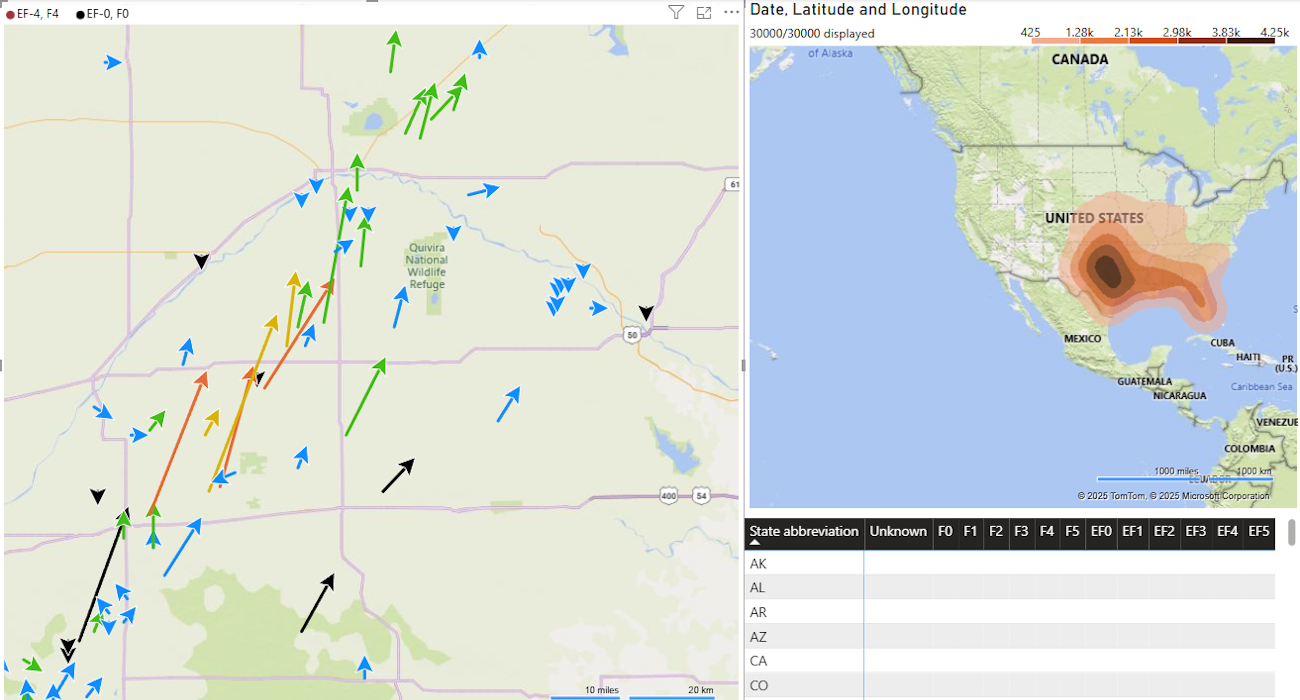 EF-4, F4 EF-0, F0
61
Quivira
National
Wildlife
Refuge
50
400 54
10 miles 20 km
Date, Latitude and Longitude
30000/30000 displayed
425 1.28k 2.13k 2.98k 3.83k 4.25k
of Alaska
CANADA
UNITED STATES
MEXICO
CUBA
HAITI
PR
(U.S.)
GUATEMALA
Caribbean Sea
NICARAGUA
VENEZUE
COLOMBIA
1000 miles 1000 km
ECUADOR
© 2025 TomTom, © 2025 Microsoft Corporation
State abbreviation Unknown F0 F1 F2 F3 F4 F5 EF0 EF1 EF2 EF3 EF4 EF5
AK
AL
AR
AZ
CA
CO